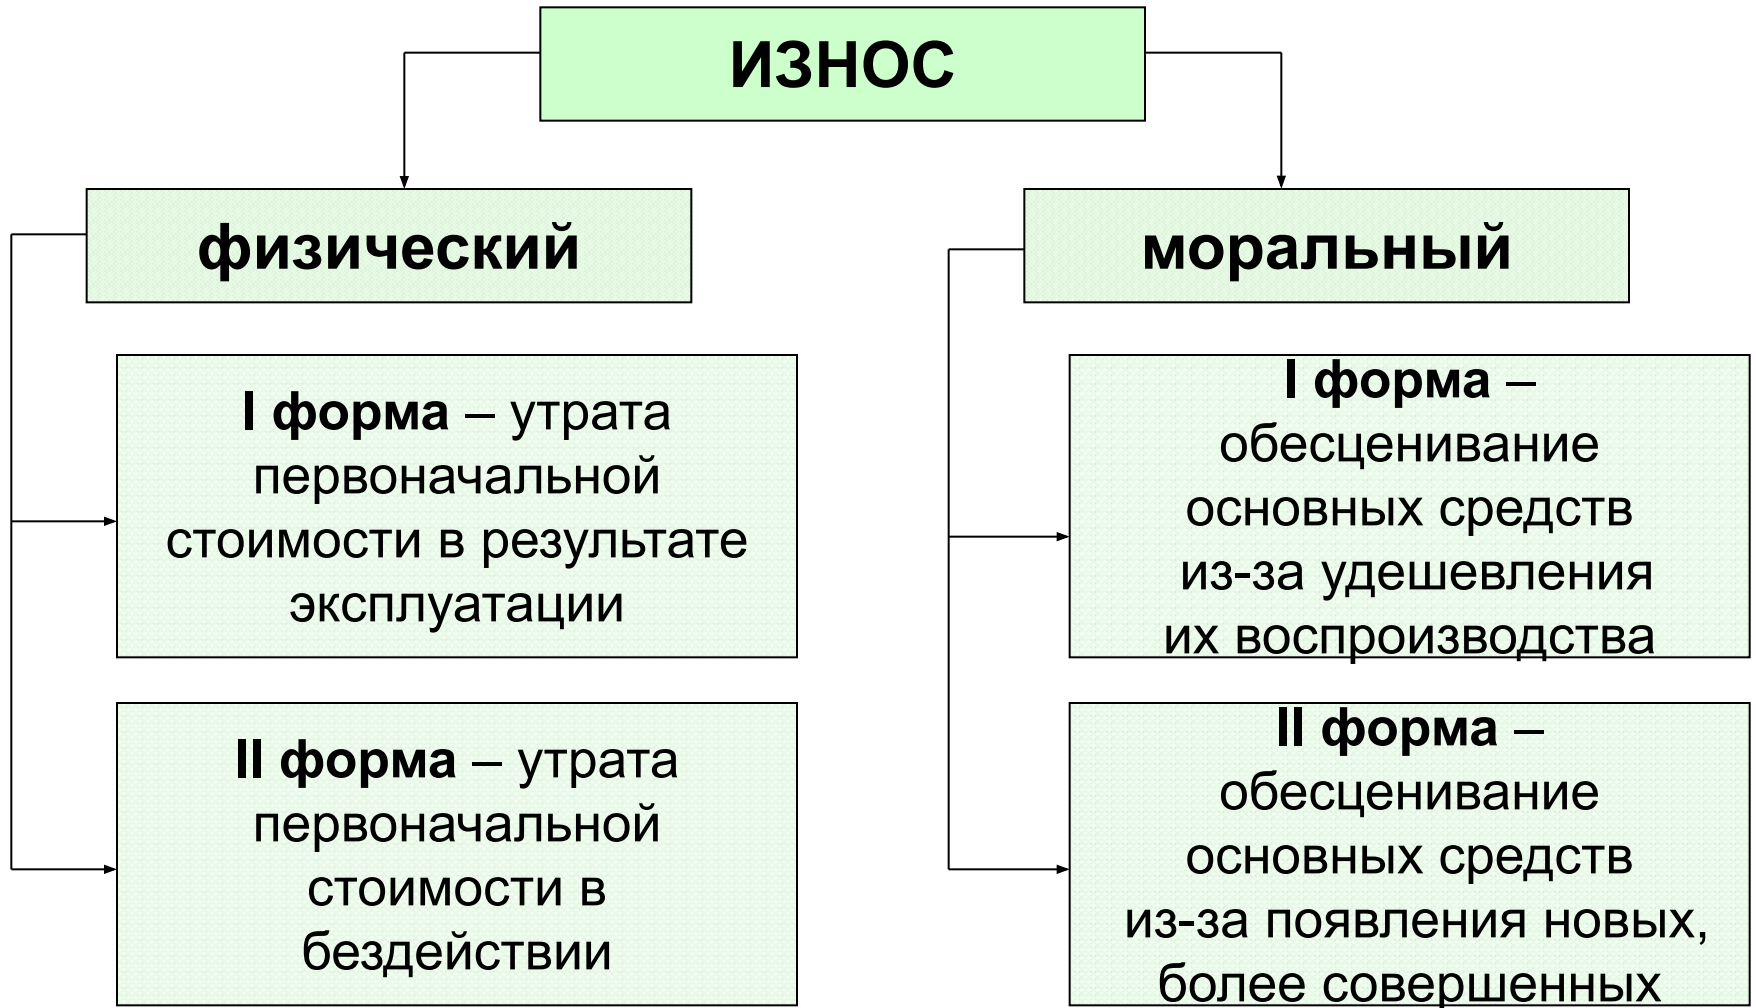 ИЗНОС
физический
I форма – утрата
первоначальной
стоимости в результате
эксплуатации
II форма – утрата
первоначальной
стоимости в
бездействии
моральный
I форма –
обесценивание
основных средств
из-за удешевления
их воспроизводства
II форма –
обесценивание
основных средств
из-за появления новых,
более совершенных